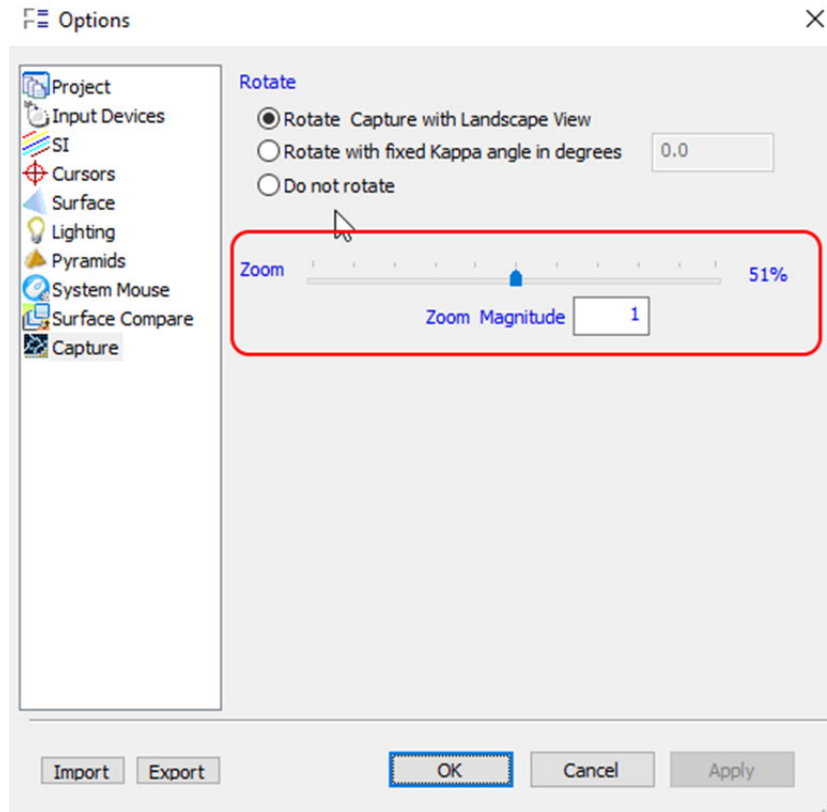 Options
Project
Input Devices
SI
Cursors
Surface
Lighting
Pyramids
System Mouse
Surface Compare
Capture
Rotate
Rotate Capture with Landscape View
Rotate with fixed Kappa angle in degrees 0.0
Do not rotate
Zoom 51%
Zoom Magnitude 1
Import Export OK Cancel Apply